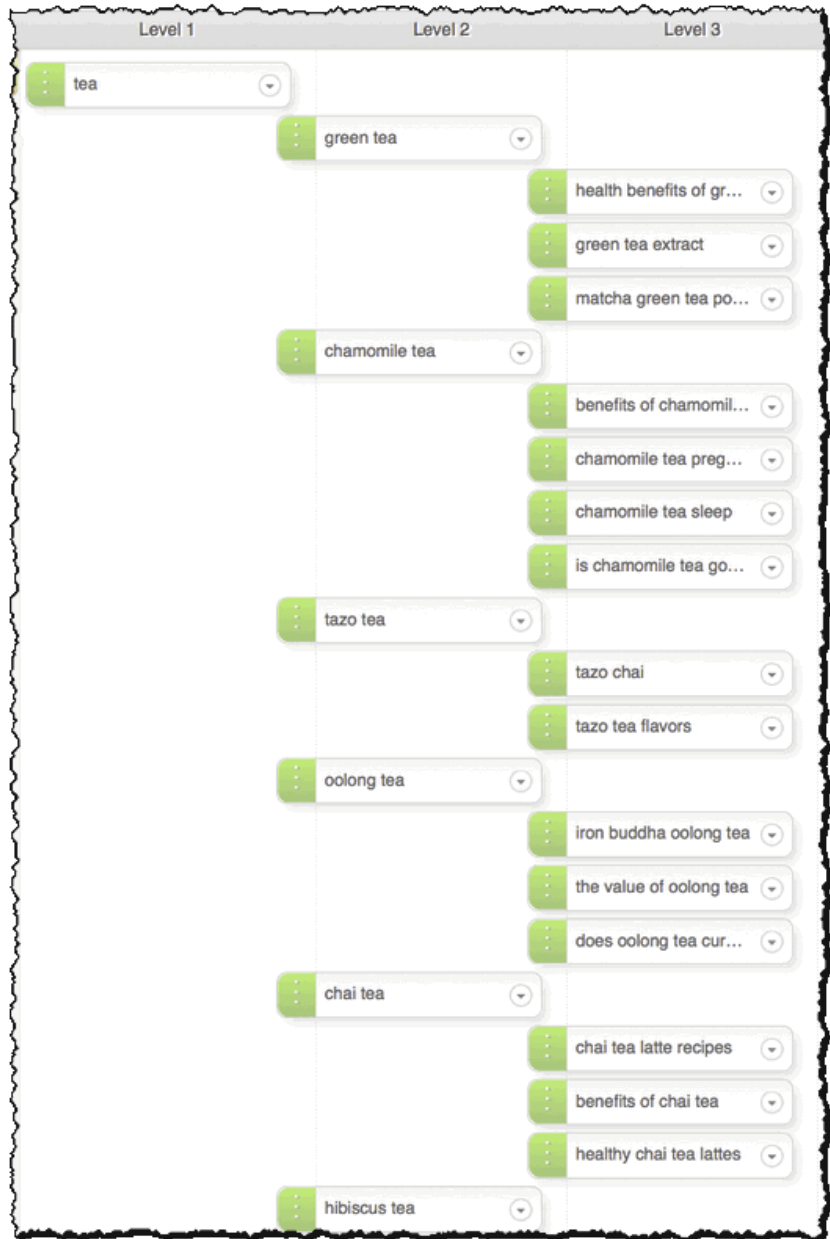 Level 1 Level 2 Level 3
tea
green tea
health benefits of gr...
green tea extract
matcha green tea po...
chamomile tea
benefits of chamomil...
chamomile tea preg...
chamomile tea sleep
is chamomile tea go...
tazo tea
tazo chai
tazo tea flavors
oolong tea
iron buddha oolong tea
the value of oolong tea
does oolong tea cur...
chai tea
chai tea latte recipes
benefits of chai tea
healthy chai tea lattes
hibiscus tea